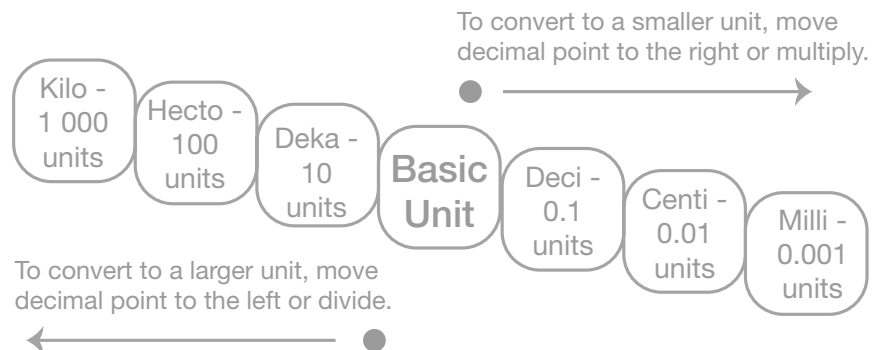 To convert to a smaller unit, move
decimal point to the right or multiply.
Kilo -
1 000
units
Hecto -
100
units
Deka -
10
units
Basic
Unit
Deci -
0.1
units
Centi -
0.01
units
Milli -
0.001
units
To convert to a larger unit, move
decimal point to the left or divide.